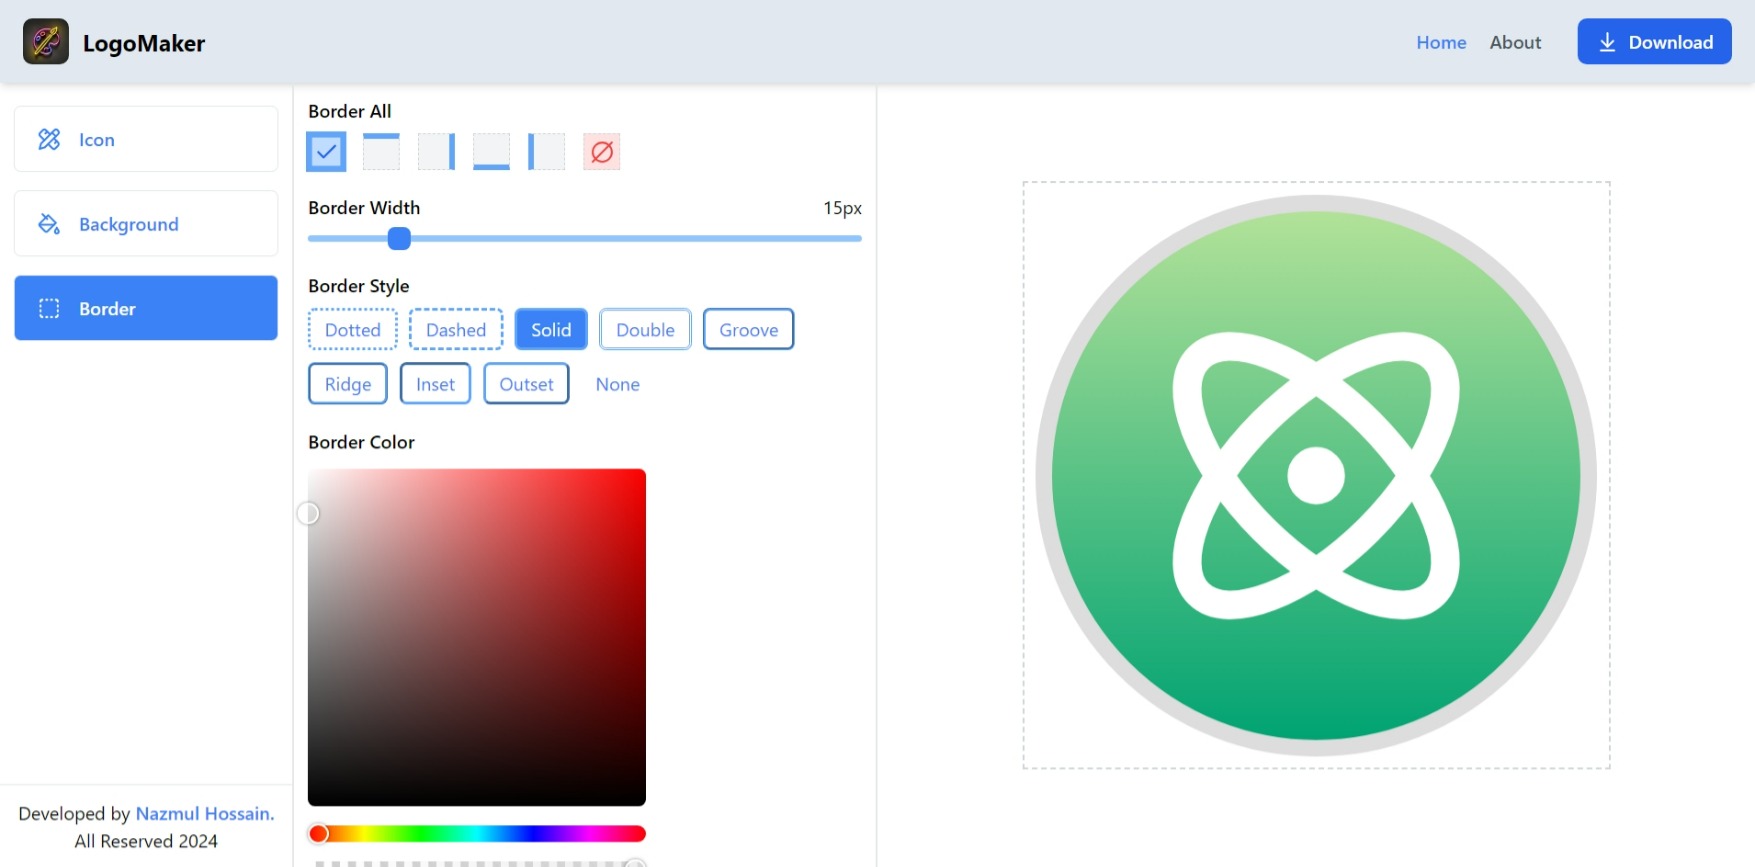 LogoMaker
Home
About
Download
Icon
Background
Border
Developed by Nazmul Hossain.
All Reserved 2024
Border All
Border Width
15px
Border Style
Dotted
Dashed
Solid
Double
Groove
Ridge
Inset
Outset
None
Border Color